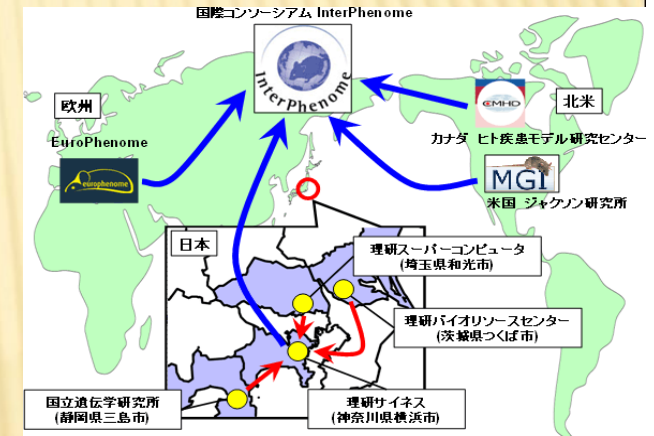 国際コンソーシアム InterPhenome
InterPhenome
欧州
EuroPhenome
europhenome
CMHD
北米
カナダ ヒト疾患モデル研究センター
MGI
米国 ジャクソン研究所
日本
理研スーパーコンピュータ
(埼玉県和光市)
理研バイオリソースセンター
(茨城県つくば市)
国立遺伝学研究所
(静岡県三島市)
理研サイネス
(神奈川県横浜市)